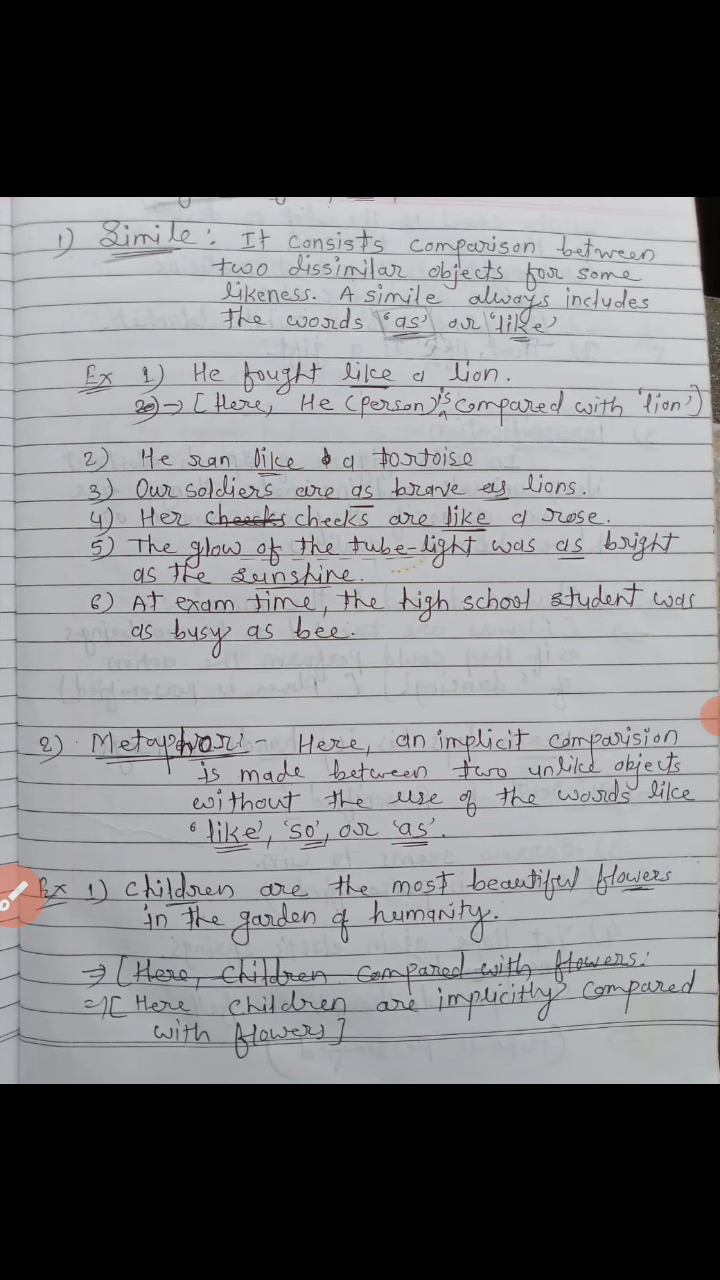 1) Simile: It consists comparison between
two dissimilar objects for some
likeness. A simile always includes
the words 'as' or 'like'
Ex 1) He fought like a lion.
→ [Here, He (person) is compared with 'lion']
2) He ran like a tortoise
3) Our soldiers are as brave as lions.
4) Her cheeks cheeks are like a rose.
5) The glow of the tube-light was as bright
as the sunshine.
6) At exam time, the high school student was
as busy as bee.
2) Metaphor:- Here, an implicit comparision
is made between two unlike objects
without the use of the words like
'like', 'so', or 'as'.
Ex 1) Children are the most beautiful flowers
in the garden of humanity.
⇒ [Here, children compared with flowers.
⇒ [Here children are implicitly compared
with flowers]